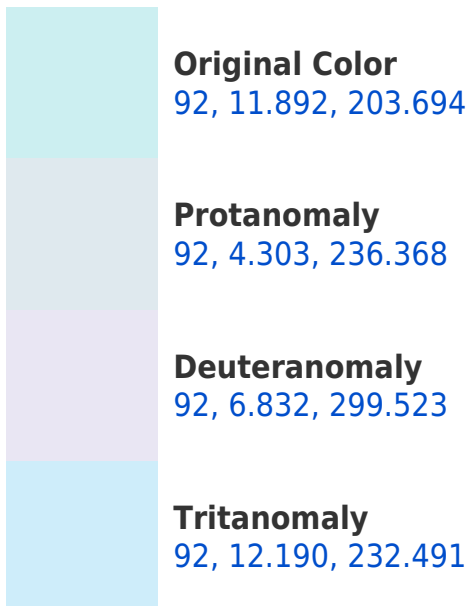 Original Color
92, 11.892, 203.694
Protanomaly
92, 4.303, 236.368
Deuteranomaly
92, 6.832, 299.523
Tritanomaly
92, 12.190, 232.491